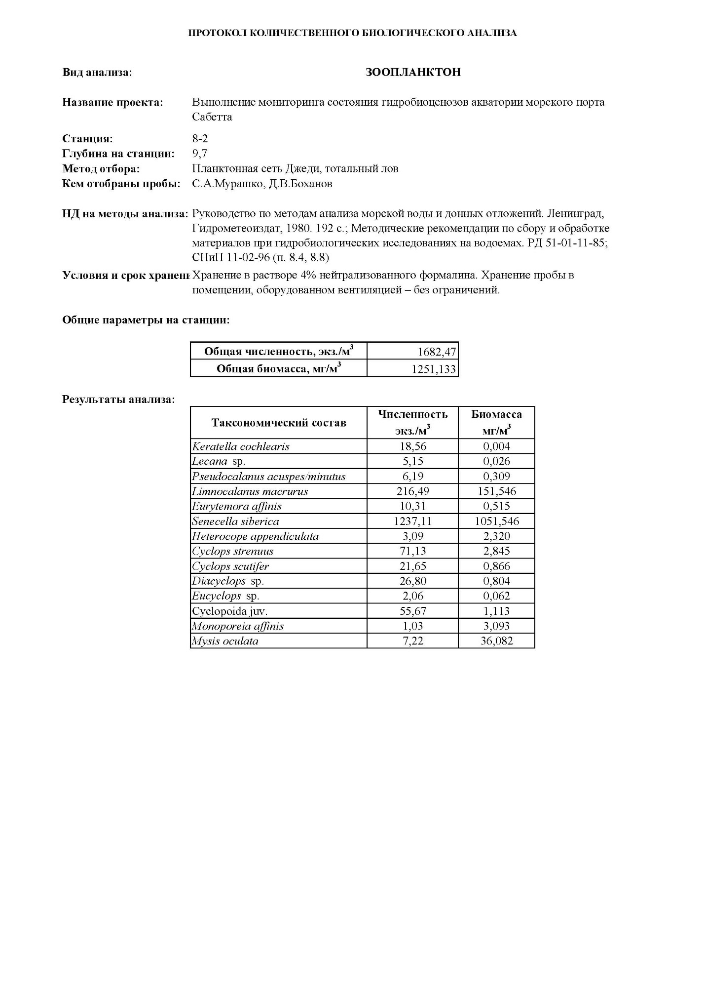 ПРОТОКОЛ КОЛИЧЕСТВЕННОГО БИОЛОГИЧЕСКОГО АНАЛИЗА
Вид анализа: ЗООПЛАНКТОН
Название проекта: Выполнение мониторинга состояния гидробиоценозов акватории морского порта
Сабетта
Станция: 8-2
Глубина на станции: 9,7
Метод отбора: Планктонная сеть Джеди, тотальный лов
Кем отобраны пробы: С.А.Мурашко, Д.В.Боханов
НД на методы анализа: Руководство по методам анализа морской воды и донных отложений. Ленинград,
Гидрометеоиздат, 1980. 192 с.; Методические рекомендации по сбору и обработке
материалов при гидробиологических исследованиях на водоемах. РД 51-01-11-85;
СНиП 11-02-96 (п. 8.4, 8.8)
Условия и срок хранени Хранение в растворе 4% нейтрализованного формалина. Хранение пробы в
помещении, оборудованном вентиляцией – без ограничений.
Общие параметры на станции:
Общая численность, экз./м³ 1682,47
Общая биомасса, мг/м³ 1251,133
Результаты анализа:
Таксономический состав Численность экз./м³ Биомасса мг/м³
Keratella cochlearis 18,56 0,004
Lecana sp. 5,15 0,026
Pseudocalanus acuspes/minutus 6,19 0,309
Limnocalanus macrurus 216,49 151,546
Eurytemora affinis 10,31 0,515
Senecella siberica 1237,11 1051,546
Heterocope appendiculata 3,09 2,320
Cyclops strenuus 71,13 2,845
Cyclops scutifer 21,65 0,866
Diacyclops sp. 26,80 0,804
Eucyclops sp. 2,06 0,062
Cyclopoida juv. 55,67 1,113
Monoporeia affinis 1,03 3,093
Mysis oculata 7,22 36,082